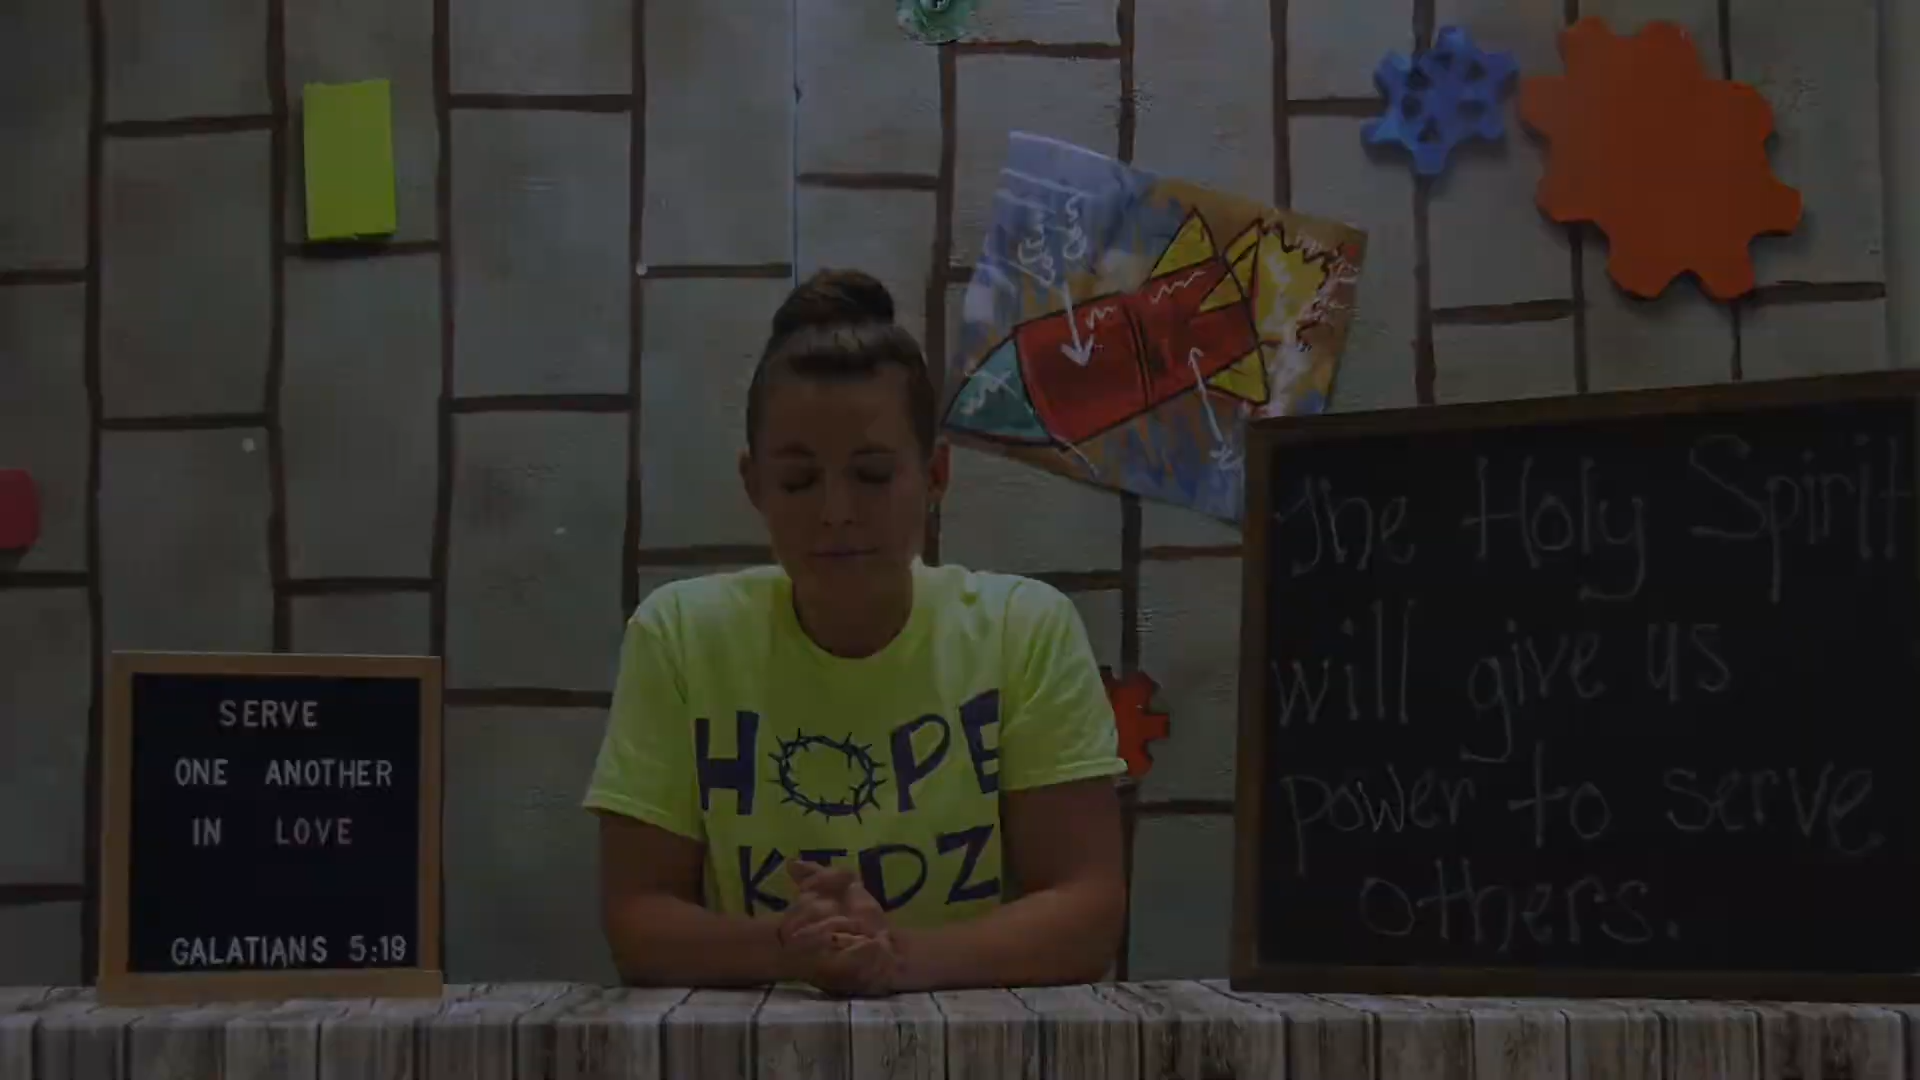 SERVE
ONE ANOTHER
IN LOVE
GALATIANS 5:18
HOPE
KIDZ
The Holy Spirit
will give us
power to serve
others.